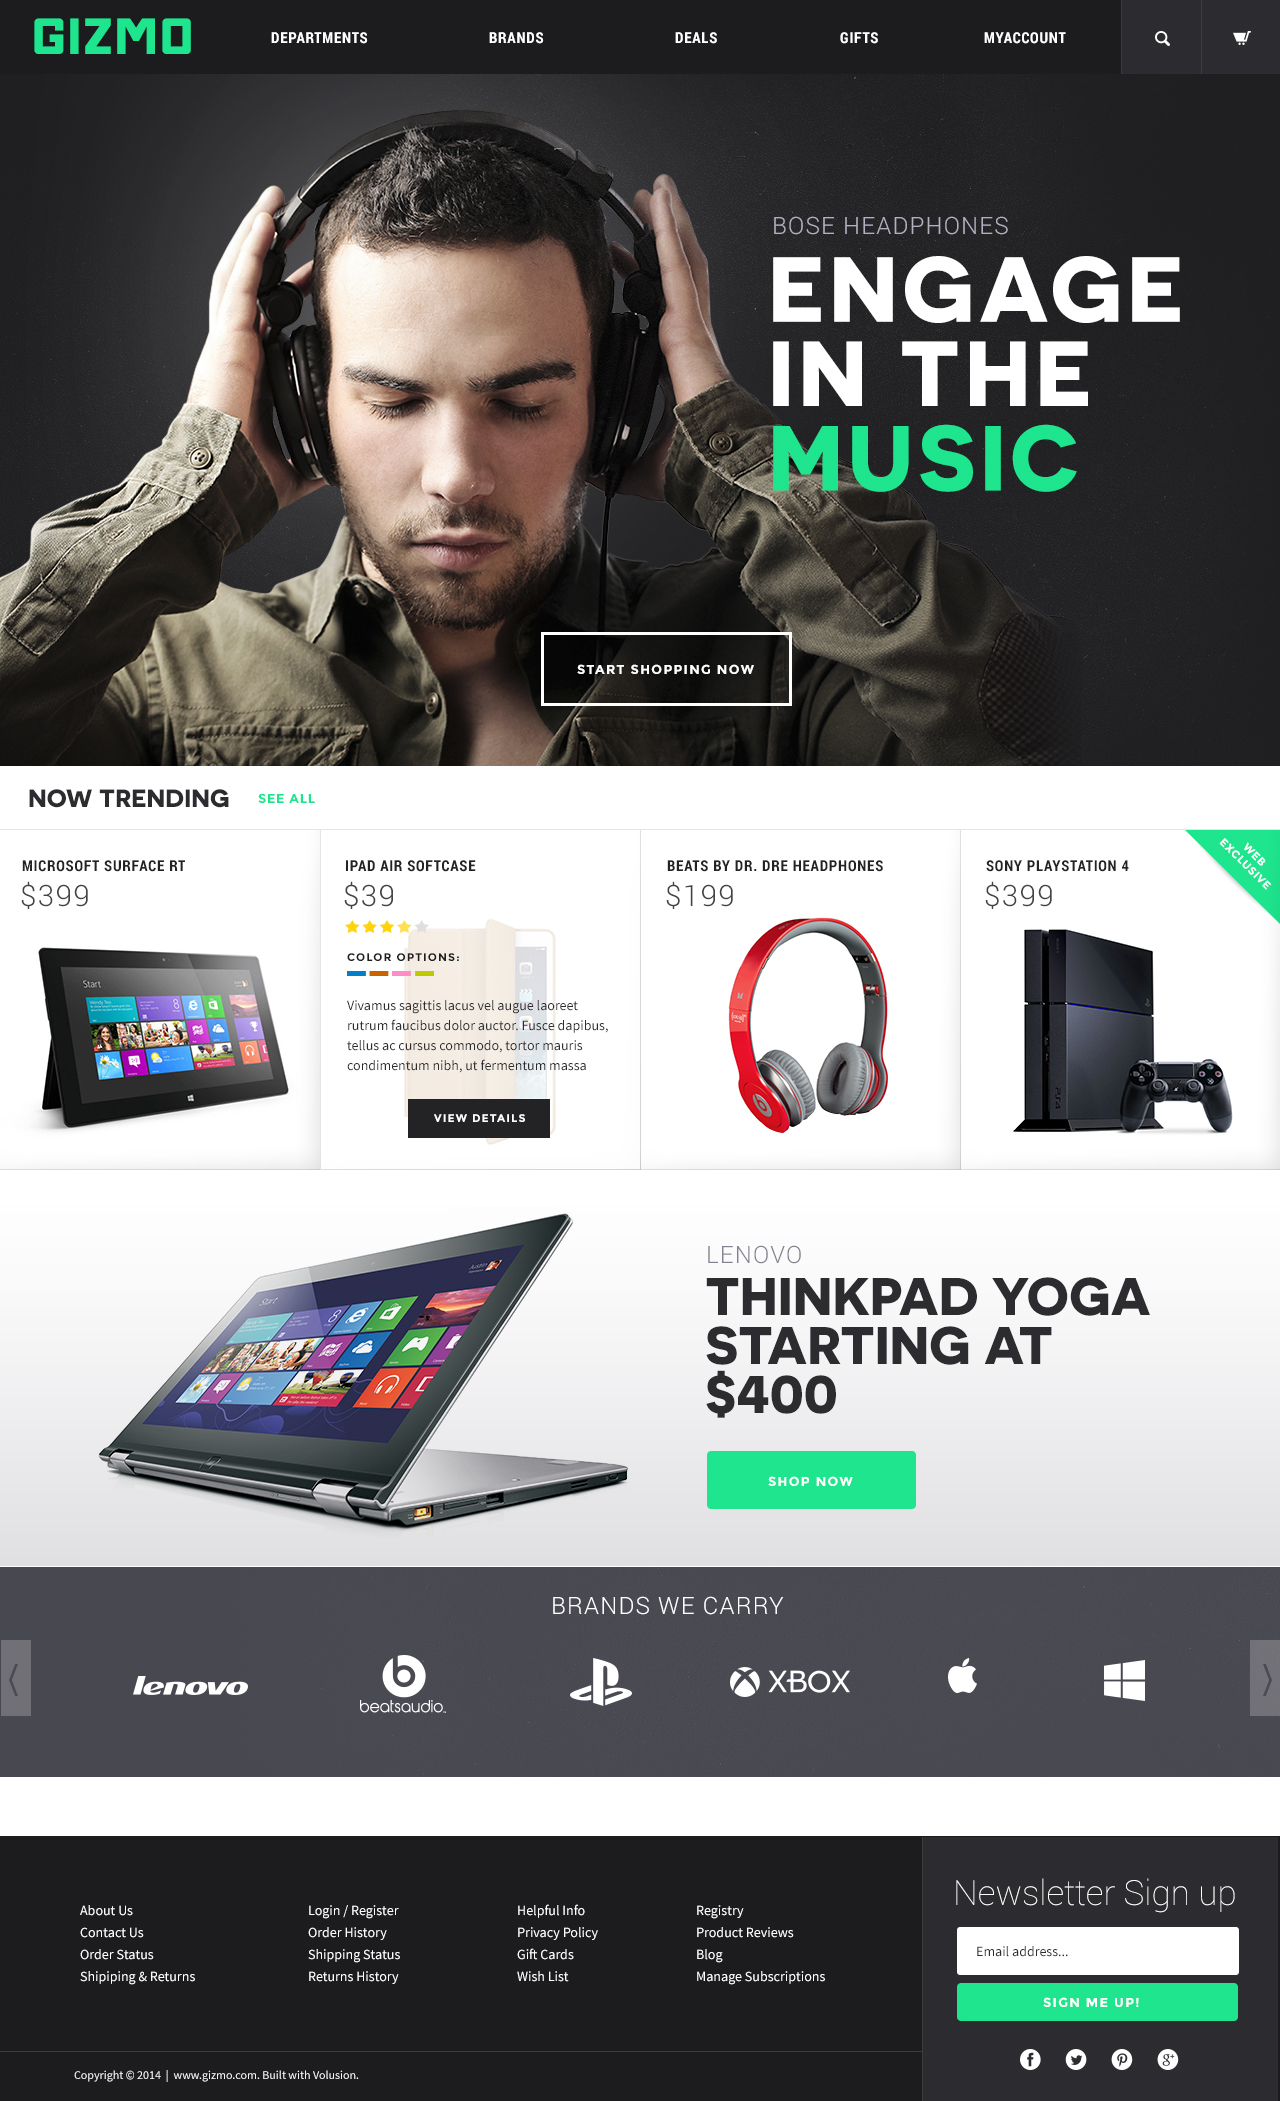 GIZMO
DEPARTMENTS
BRANDS
DEALS
GIFTS
MYACCOUNT
BOSE HEADPHONES
ENGAGE
IN THE
MUSIC
START SHOPPING NOW
NOW TRENDING
SEE ALL
MICROSOFT SURFACE RT
$399
Start
IPAD AIR SOFTCASE
$39
COLOR OPTIONS:
Vivamus sagittis lacus vel augue laoreet
rutrum faucibus dolor auctor. Fusce dapibus,
tellus ac cursus commodo, tortor mauris
condimentum nibh, ut fermentum massa
VIEW DETAILS
BEATS BY DR. DRE HEADPHONES
$199
SONY PLAYSTATION 4
$399
WEB
EXCLUSIVE
PS4
LENOVO
THINKPAD YOGA
STARTING AT
$400
SHOP NOW
Start
BRANDS WE CARRY
lenovo
beatsaudio
XBOX
About Us
Contact Us
Order Status
Shipiping & Returns
Login / Register
Order History
Shipping Status
Returns History
Helpful Info
Privacy Policy
Gift Cards
Wish List
Registry
Product Reviews
Blog
Manage Subscriptions
Newsletter Sign up
Email address...
SIGN ME UP!
Copyright © 2014 | www.gizmo.com. Built with Volusion.